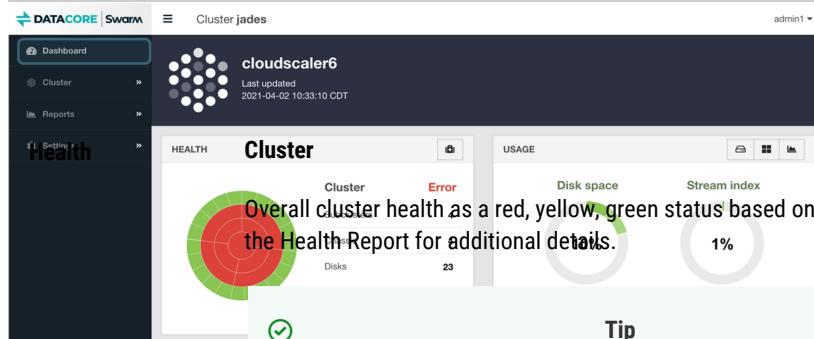 DATACORE Swarm
Cluster jades
admin1
Dashboard
cloudscaler6
Cluster
Last updated
2021-04-02 10:33:10 CDT
Reports
Settings
Health
HEALTH
Cluster
USAGE
Cluster Error
Disk space Stream index
Overall cluster health as a red, yellow, green status based on
the Health Report for additional details.
1%
Disks 23
Tip